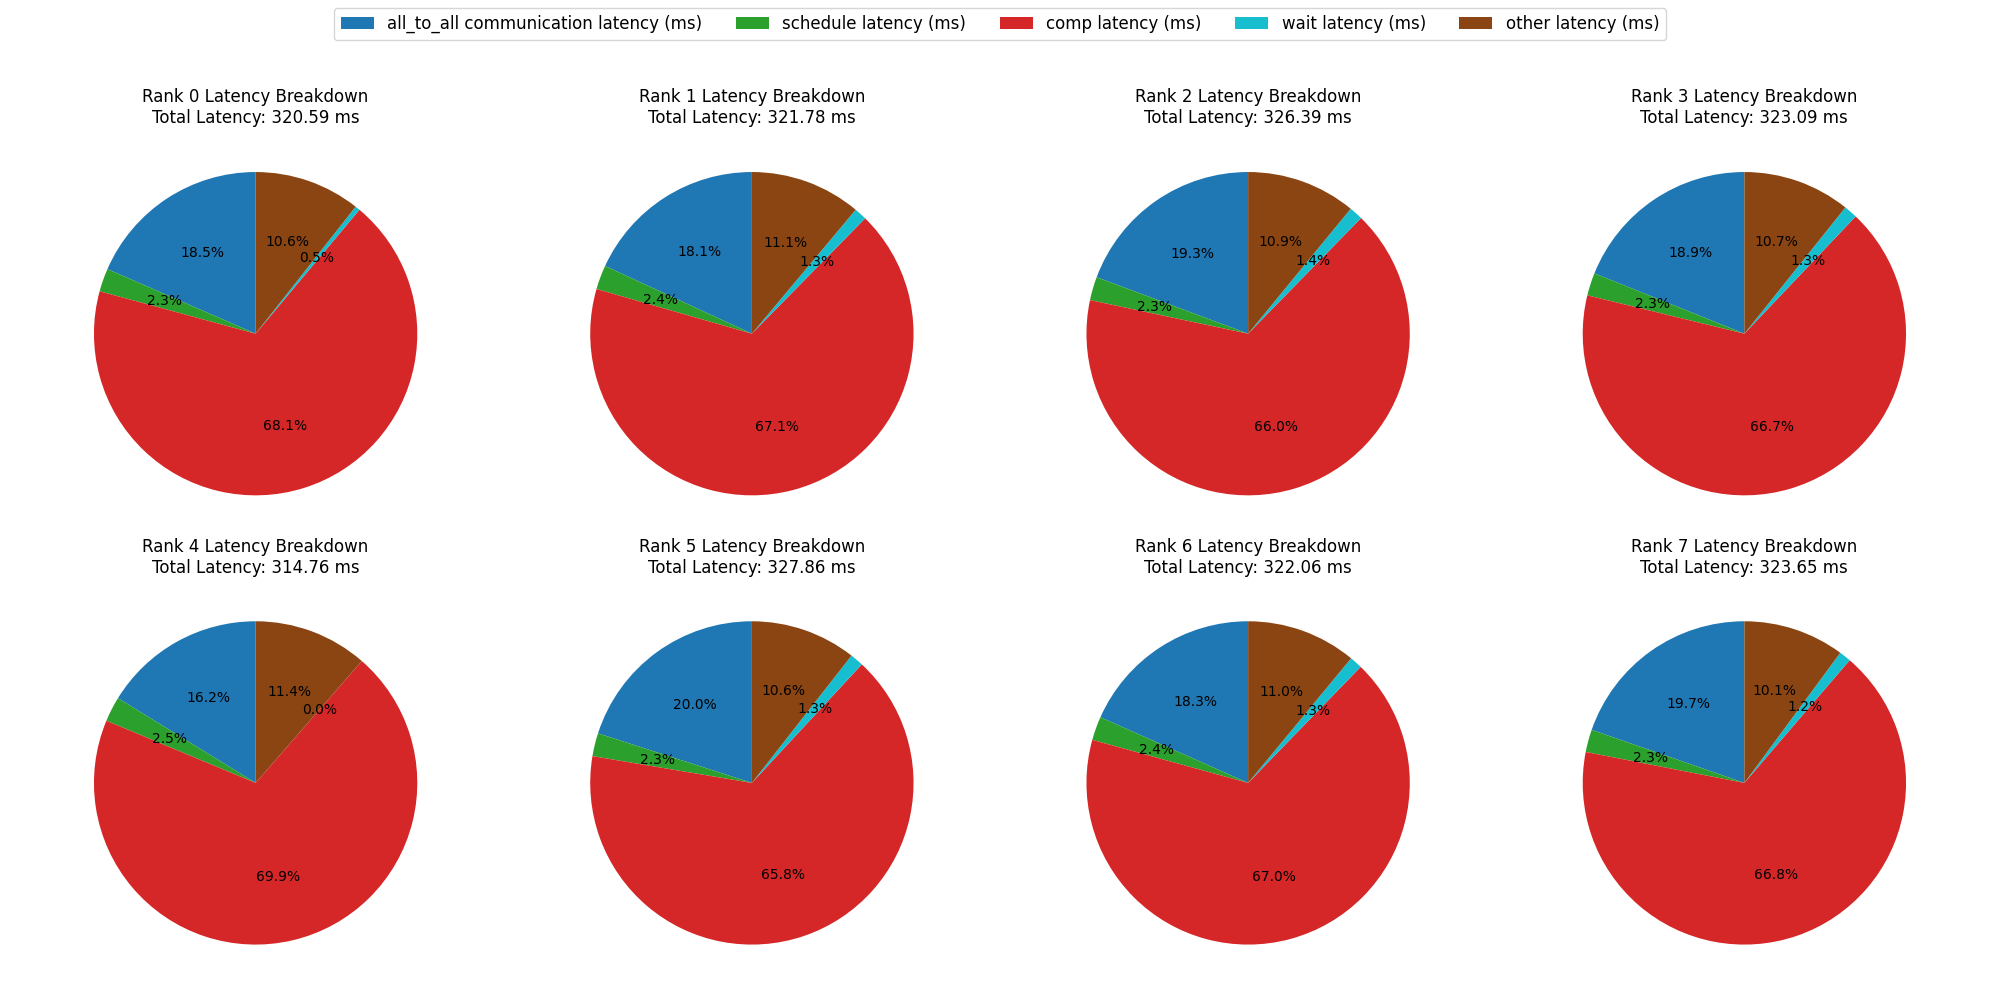 all_to_all communication latency (ms) schedule latency (ms) comp latency (ms) wait latency (ms) other latency (ms)
Rank 0 Latency Breakdown
Total Latency: 320.59 ms
18.5%
2.3%
68.1%
0.5%
10.6%
Rank 1 Latency Breakdown
Total Latency: 321.78 ms
18.1%
2.4%
67.1%
1.3%
11.1%
Rank 2 Latency Breakdown
Total Latency: 326.39 ms
19.3%
2.3%
66.0%
1.4%
10.9%
Rank 3 Latency Breakdown
Total Latency: 323.09 ms
18.9%
2.3%
66.7%
1.3%
10.7%
Rank 4 Latency Breakdown
Total Latency: 314.76 ms
16.2%
2.5%
69.9%
0.0%
11.4%
Rank 5 Latency Breakdown
Total Latency: 327.86 ms
20.0%
2.3%
65.8%
1.3%
10.6%
Rank 6 Latency Breakdown
Total Latency: 322.06 ms
18.3%
2.4%
67.0%
1.3%
11.0%
Rank 7 Latency Breakdown
Total Latency: 323.65 ms
19.7%
2.3%
66.8%
1.2%
10.1%